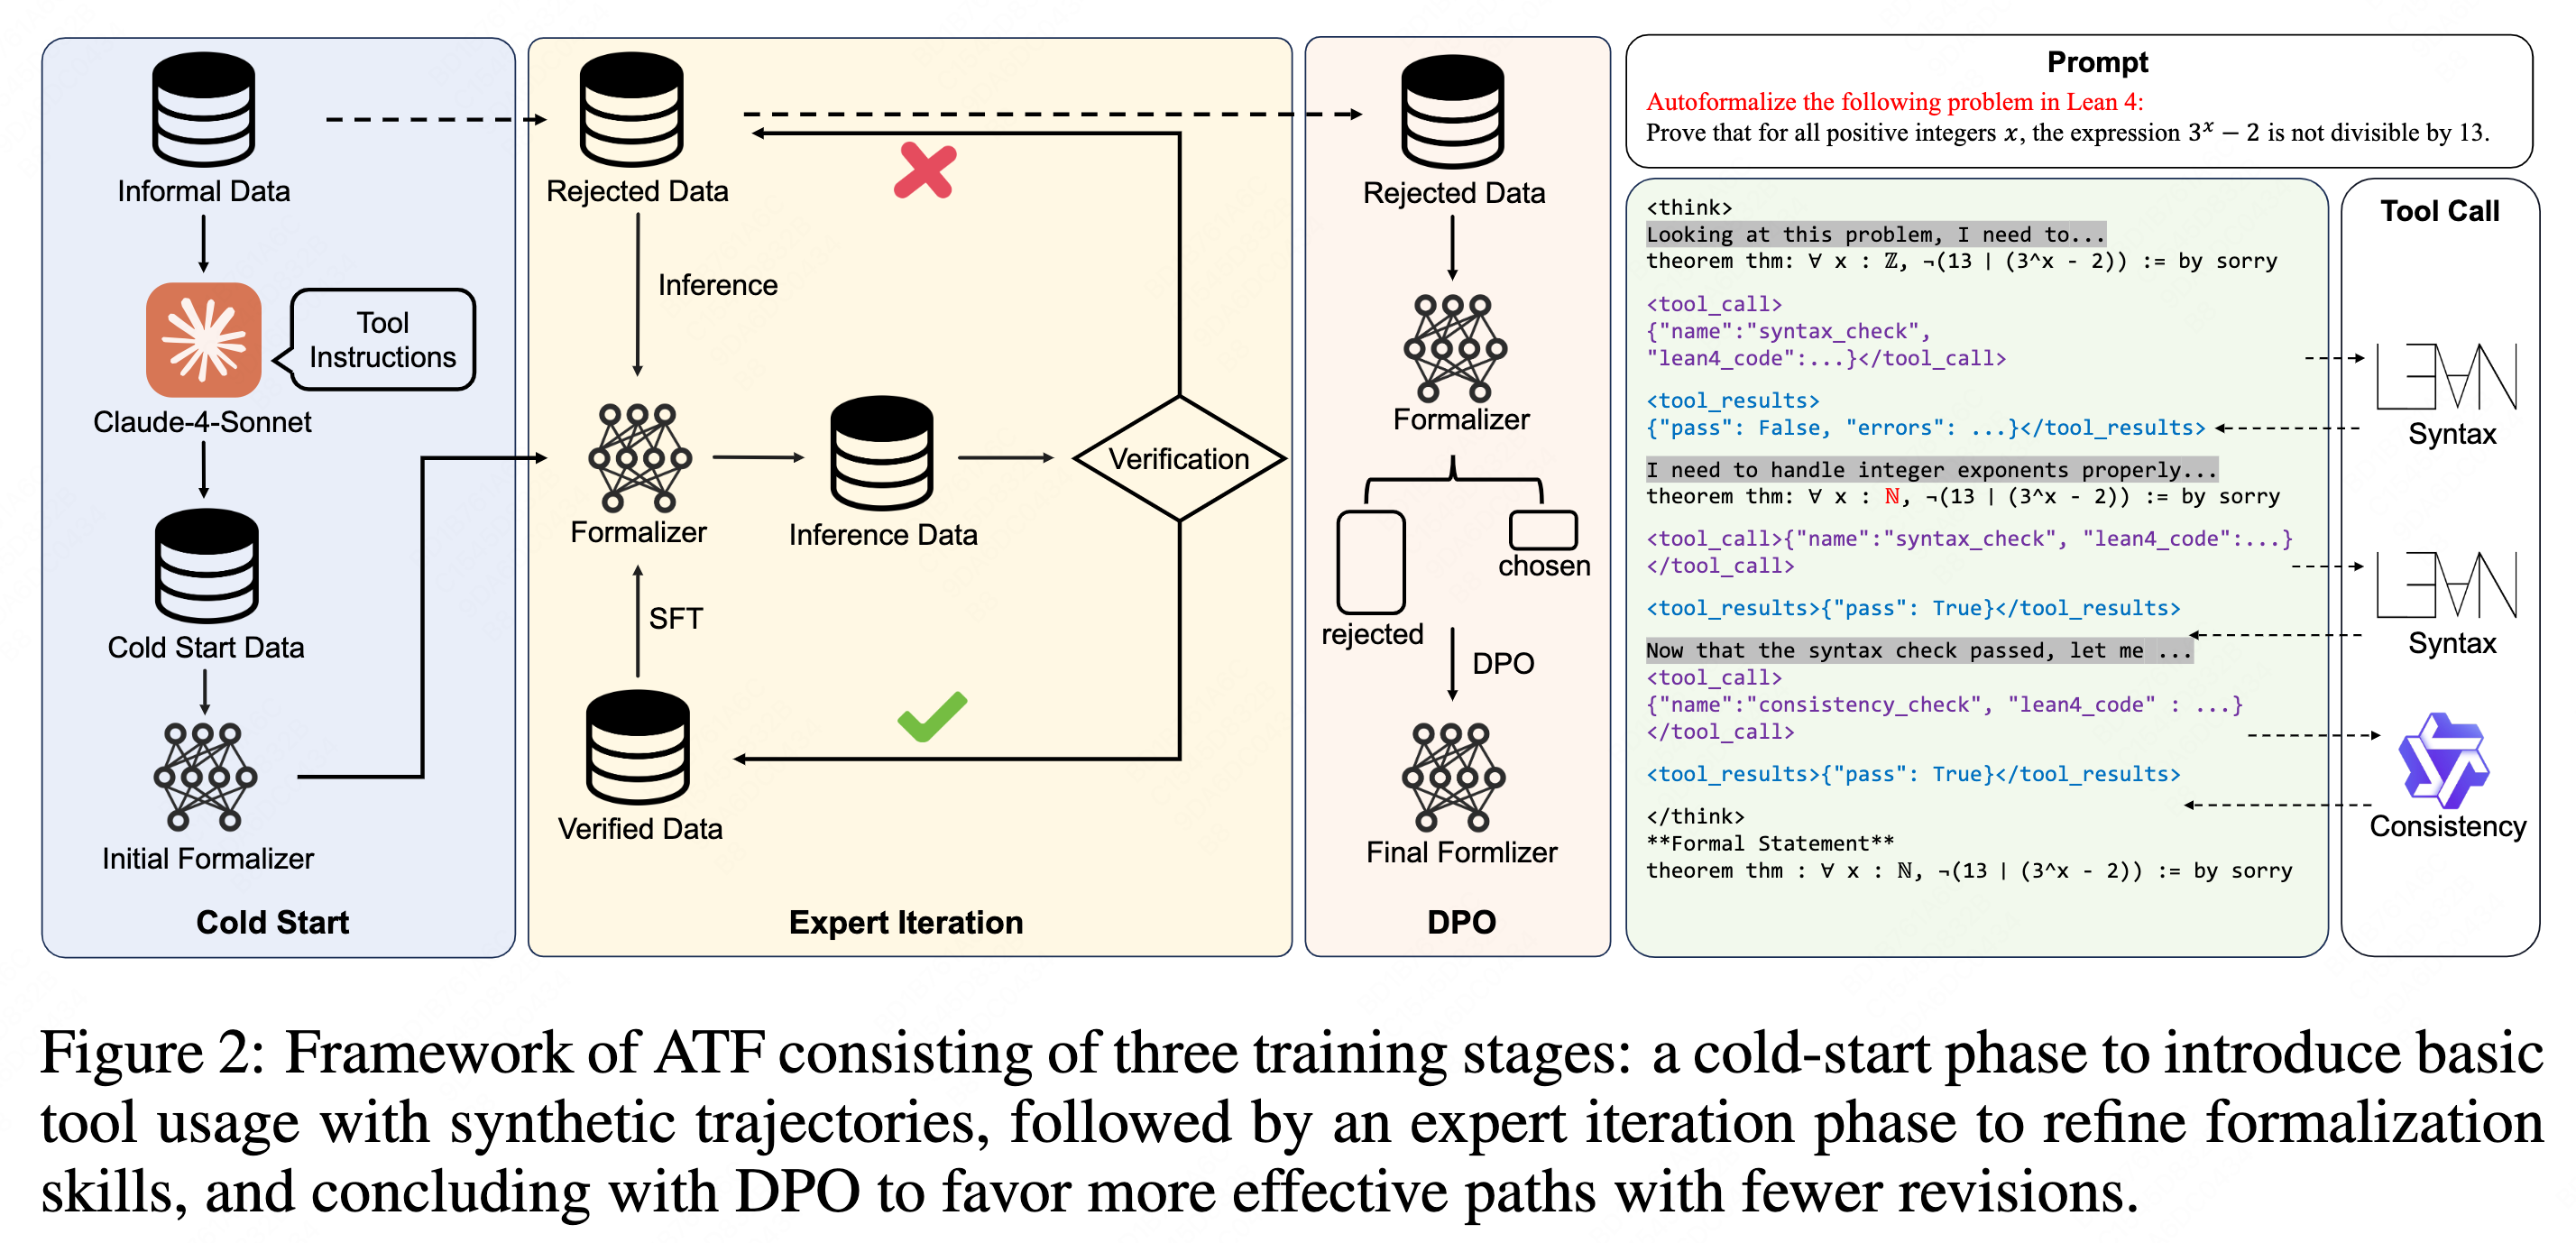 Informal Data
Claude-4-Sonnet
Tool
Instructions
Cold Start Data
Initial Formalizer
Cold Start
Rejected Data
Inference
Formalizer
Inference Data
Verification
SFT
Verified Data
Expert Iteration
Rejected Data
Formalizer
rejected
chosen
DPO
Final Formlizer
DPO
Prompt
Autoformalize the following problem in Lean 4:
Prove that for all positive integers x, the expression 3ˣ − 2 is not divisible by 13.
<think>
Looking at this problem, I need to...
theorem thm: ∀ x : ℤ, ¬(13 ∣ (3^x - 2)) := by sorry
<tool_call>
{"name":"syntax_check",
"lean4_code":...}</tool_call>
<tool_results>
{"pass": False, "errors": ...}</tool_results>
I need to handle integer exponents properly...
theorem thm: ∀ x : ℕ, ¬(13 ∣ (3^x - 2)) := by sorry
<tool_call>{"name":"syntax_check", "lean4_code":...}
</tool_call>
<tool_results>{"pass": True}</tool_results>
Now that the syntax check passed, let me ...
<tool_call>
{"name":"consistency_check", "lean4_code" : ...}
</tool_call>
<tool_results>{"pass": True}</tool_results>
</think>
**Formal Statement**
theorem thm : ∀ x : ℕ, ¬(13 ∣ (3^x - 2)) := by sorry
Tool Call
L∃∀N
Syntax
L∃∀N
Syntax
Consistency
Figure 2: Framework of ATF consisting of three training stages: a cold-start phase to introduce basic
tool usage with synthetic trajectories, followed by an expert iteration phase to refine formalization
skills, and concluding with DPO to favor more effective paths with fewer revisions.